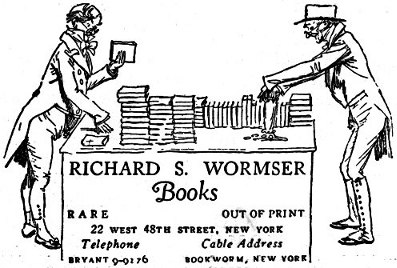 RICHARD S. WORMSER
Books
RARE OUT OF PRINT
22 WEST 48TH STREET, NEW YORK
Telephone Cable Address
BRYANT 9-9176 BOOKWORM, NEW YORK